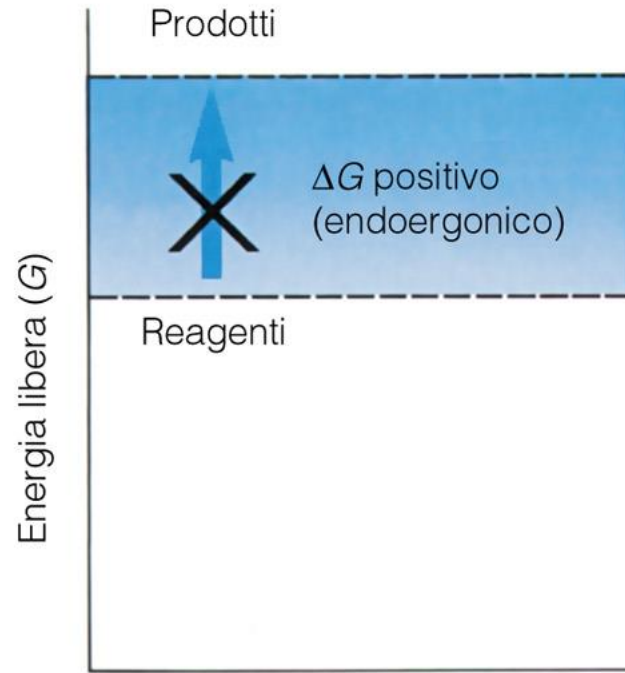 Prodotti
ΔG positivo
(endoergonico)
Reagenti
Energia libera (G)